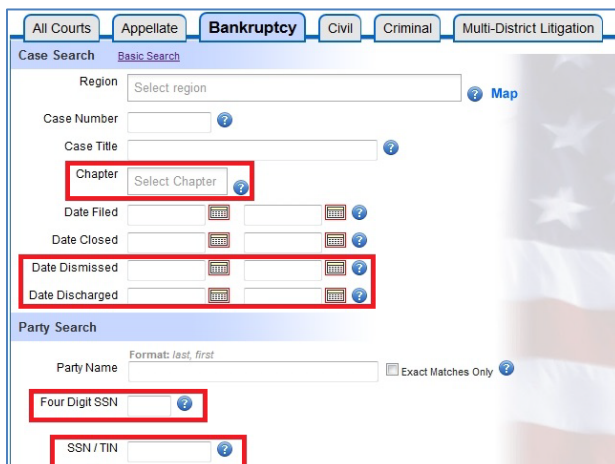 All Courts Appellate Bankruptcy Civil Criminal Multi-District Litigation
Case Search Basic Search
Region Select region ? Map
Case Number ?
Case Title ?
Chapter Select Chapter ?
Date Filed ?
Date Closed ?
Date Dismissed ?
Date Discharged ?
Party Search
Format: last, first
Party Name Exact Matches Only ?
Four Digit SSN ?
SSN / TIN ?